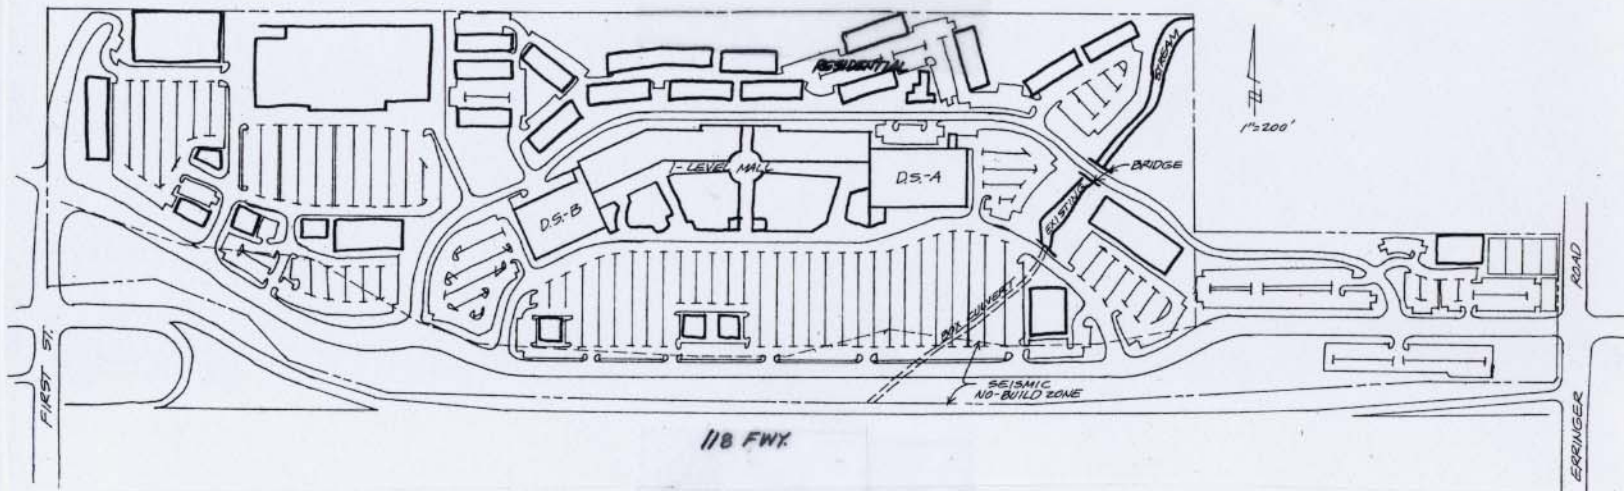 RESIDENTIAL
STREAM
1"=200'
BRIDGE
1-LEVEL MALL
D.S.-A
D.S.-B
EXISTING
ROAD
BOX CULVERT
FIRST ST.
SEISMIC
NO-BUILD ZONE
118 FWY.
ERRINGER